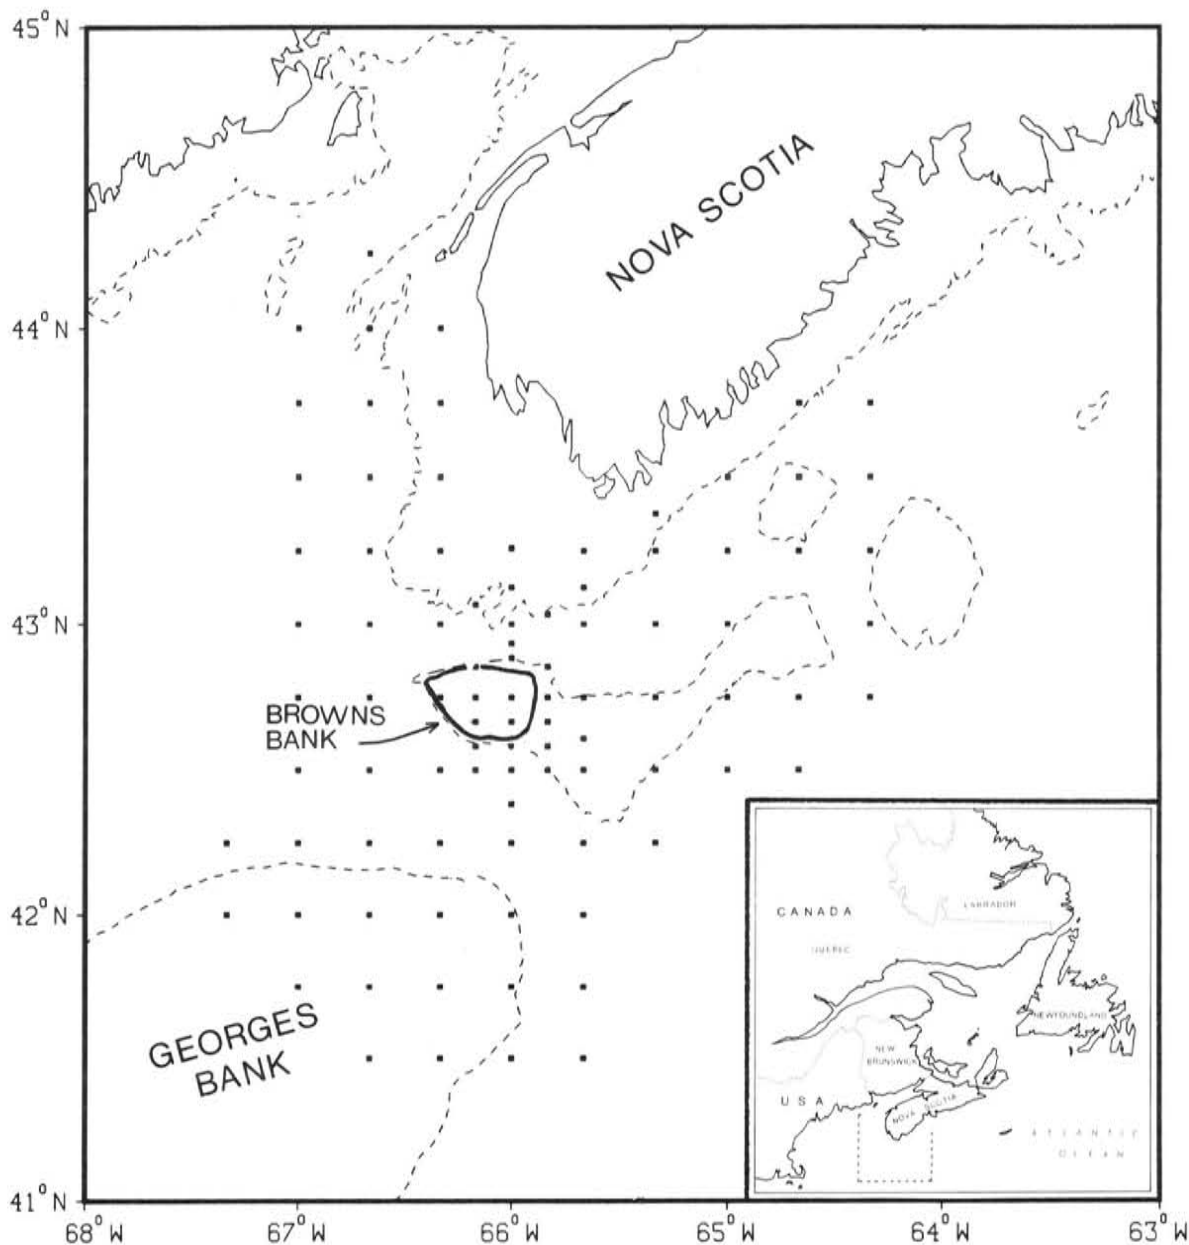 45°N
44°N
43°N
42°N
41°N
NOVA SCOTIA
BROWNS
BANK
GEORGES
BANK
CANADA
LABRADOR
QUEBEC
NEWFOUNDLAND
NEW
BRUNSWICK
USA
NOVA SCOTIA
ATLANTIC
OCEAN
68°W
67°W
66°W
65°W
64°W
63°W